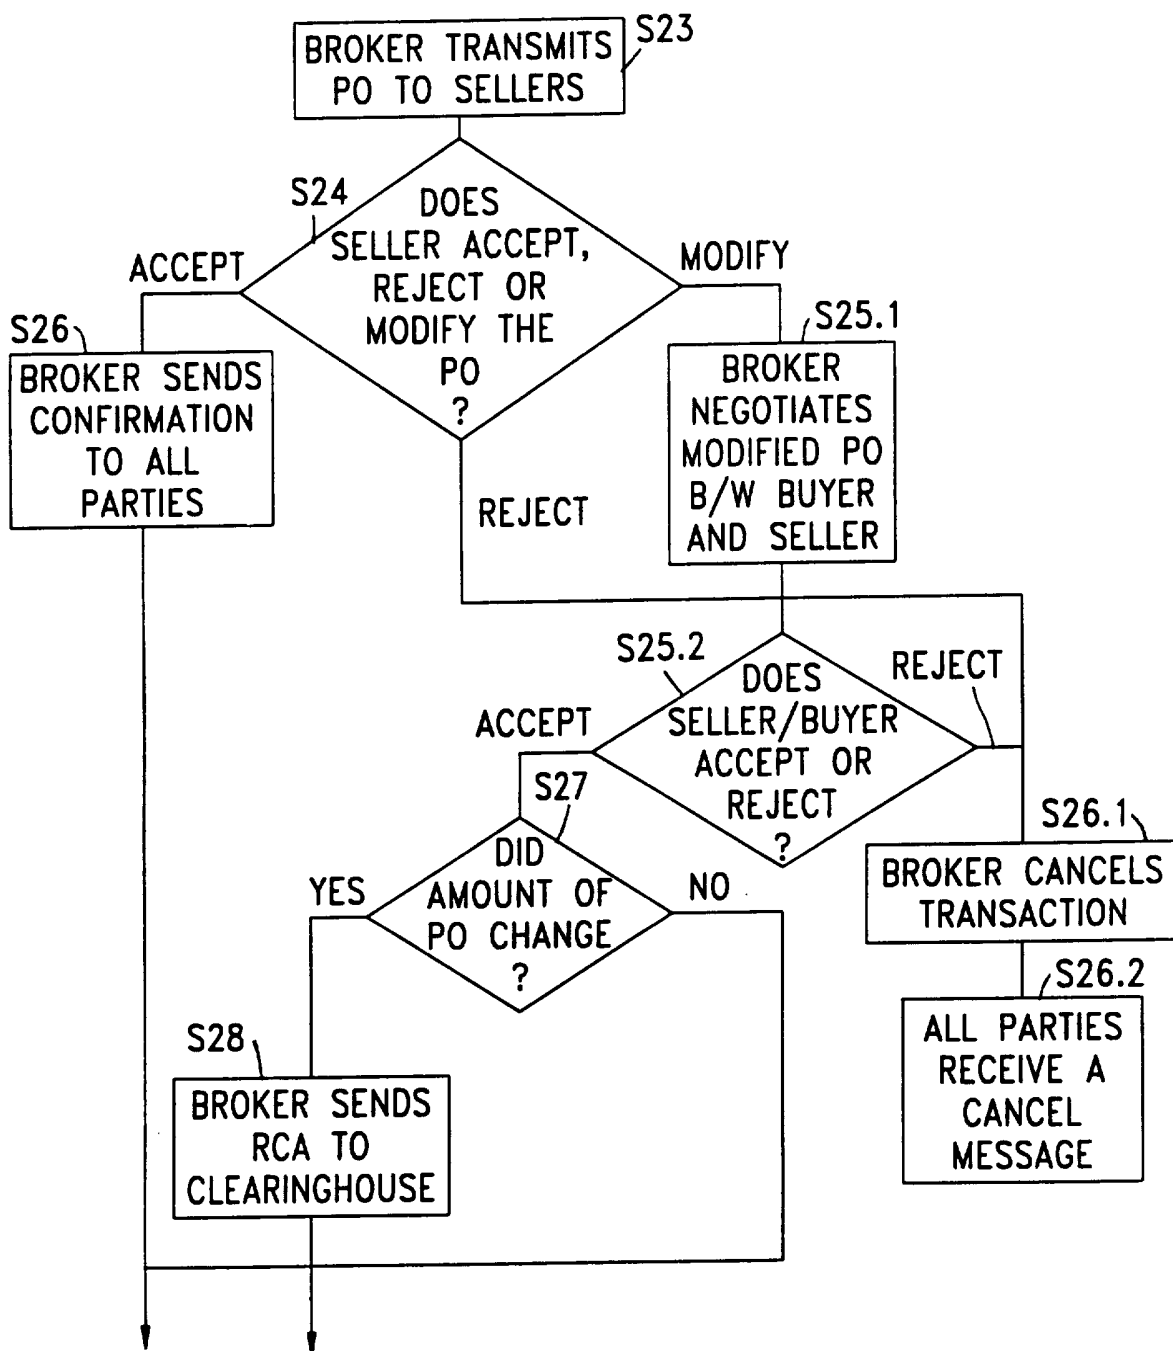 BROKER TRANSMITS
PO TO SELLERS
S23
S24
DOES
SELLER ACCEPT,
REJECT OR
MODIFY THE
PO
?
ACCEPT
MODIFY
REJECT
S26
BROKER SENDS
CONFIRMATION
TO ALL
PARTIES
S25.1
BROKER
NEGOTIATES
MODIFIED PO
B/W BUYER
AND SELLER
S25.2
DOES
SELLER/BUYER
ACCEPT OR
REJECT
?
ACCEPT
REJECT
S27
DID
AMOUNT OF
PO CHANGE
?
YES
NO
S26.1
BROKER CANCELS
TRANSACTION
S26.2
ALL PARTIES
RECEIVE A
CANCEL
MESSAGE
S28
BROKER SENDS
RCA TO
CLEARINGHOUSE